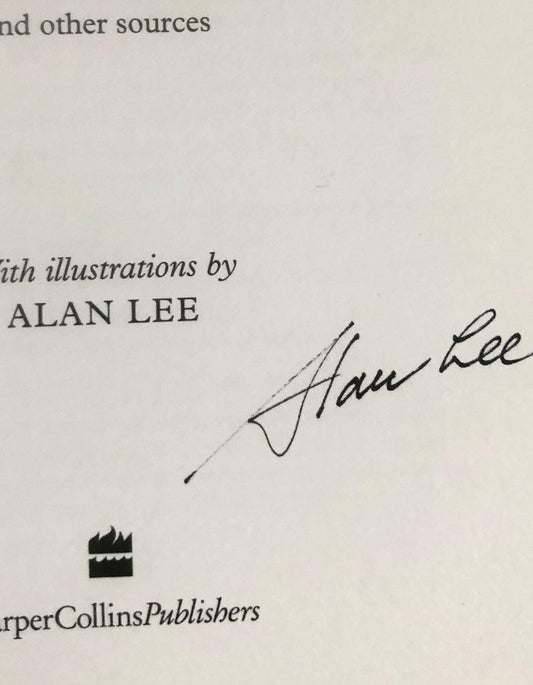 nd other sources
ith illustrations by
ALAN LEE
Alan Lee
rperCollinsPublishers